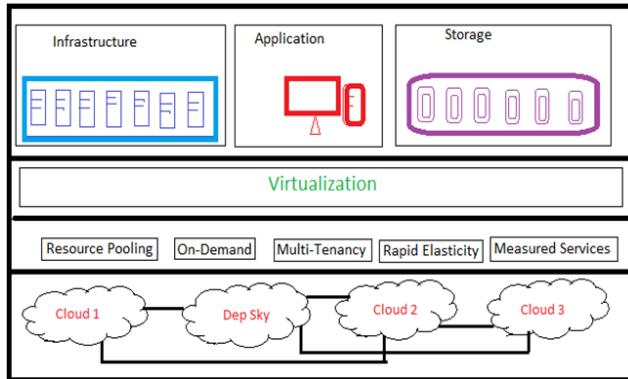 Infrastructure
Application
Storage
Virtualization
Resource Pooling
On-Demand
Multi-Tenancy
Rapid Elasticity
Measured Services
Cloud 1
Dep Sky
Cloud 2
Cloud 3